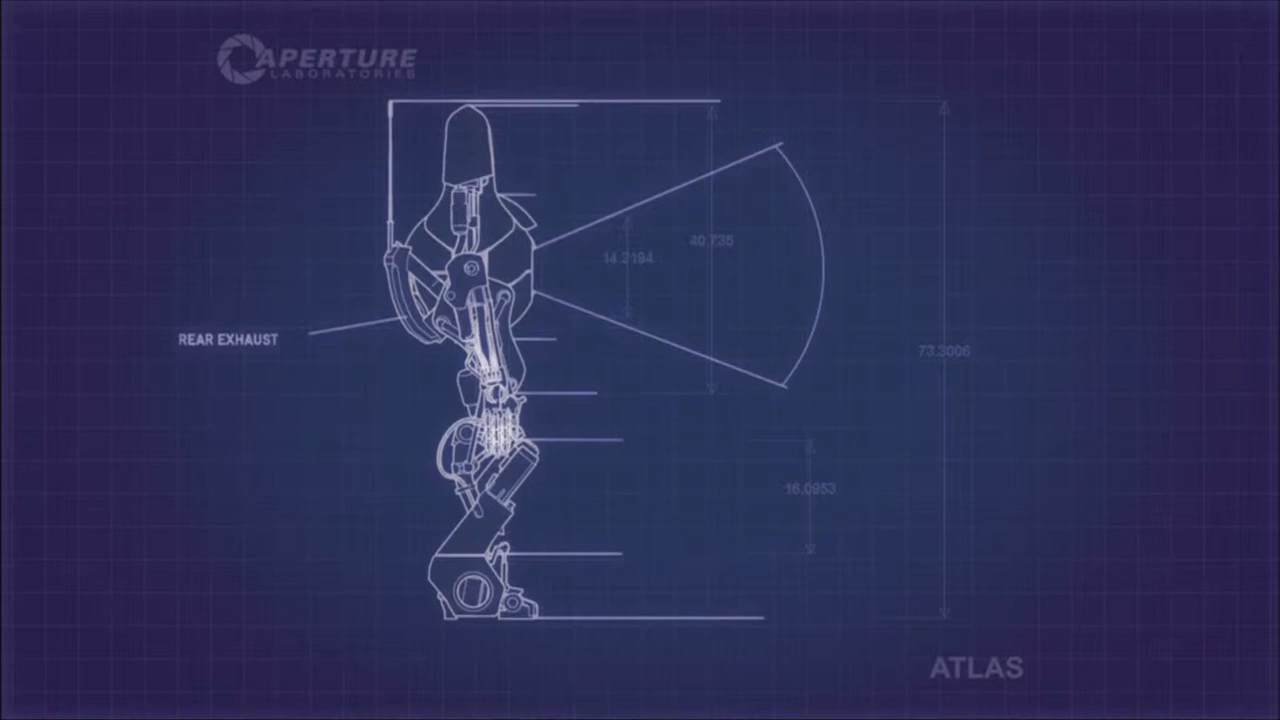 APERTURE
LABORATORIES
40.735
14.2194
REAR EXHAUST
73.3006
16.0953
ATLAS